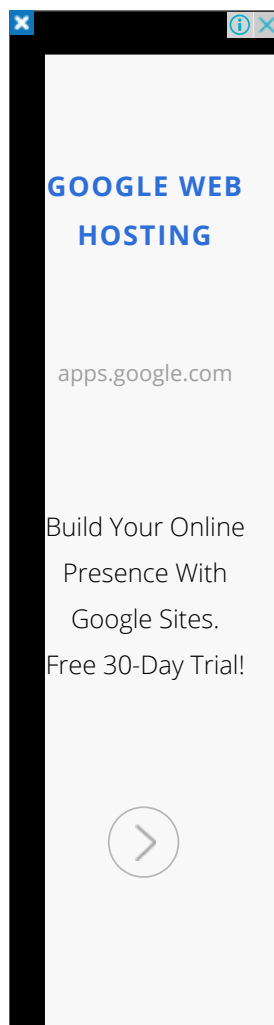 GOOGLE WEB
HOSTING
apps.google.com
Build Your Online
Presence With
Google Sites.
Free 30-Day Trial!